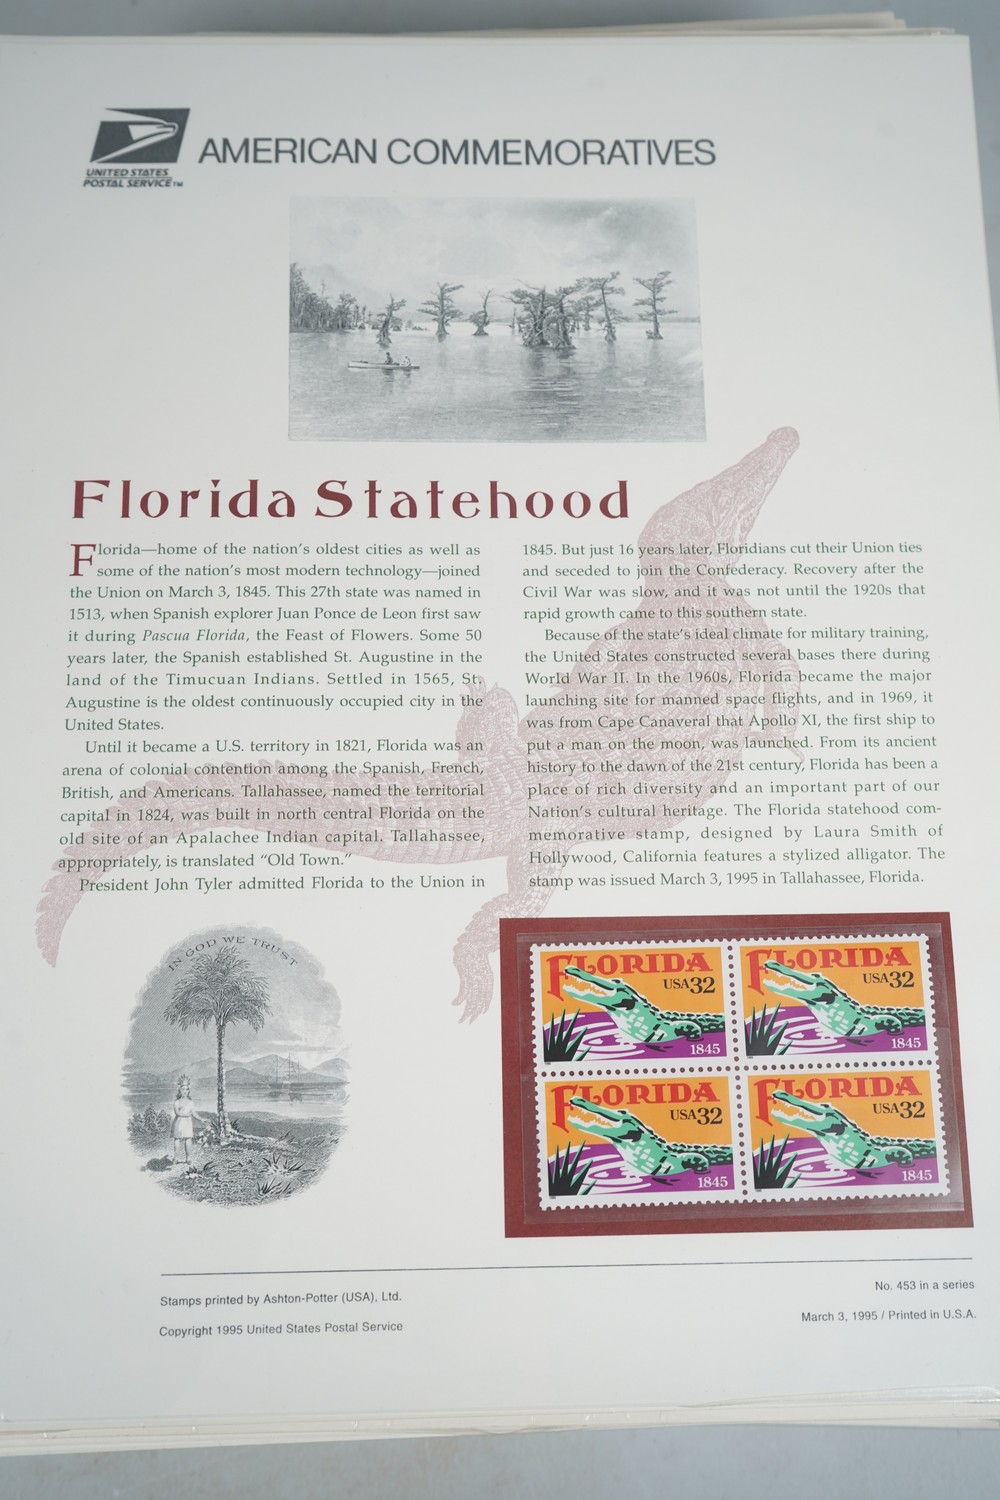 UNITED STATES
POSTAL SERVICE™
AMERICAN COMMEMORATIVES
Florida Statehood
Florida—home of the nation's oldest cities as well as
some of the nation's most modern technology—joined
the Union on March 3, 1845. This 27th state was named in
1513, when Spanish explorer Juan Ponce de Leon first saw
it during Pascua Florida, the Feast of Flowers. Some 50
years later, the Spanish established St. Augustine in the
land of the Timucuan Indians. Settled in 1565, St.
Augustine is the oldest continuously occupied city in the
United States.
Until it became a U.S. territory in 1821, Florida was an
arena of colonial contention among the Spanish, French,
British, and Americans. Tallahassee, named the territorial
capital in 1824, was built in north central Florida on the
old site of an Apalachee Indian capital. Tallahassee,
appropriately, is translated "Old Town."
President John Tyler admitted Florida to the Union in
1845. But just 16 years later, Floridians cut their Union ties
and seceded to join the Confederacy. Recovery after the
Civil War was slow, and it was not until the 1920s that
rapid growth came to this southern state.
Because of the state's ideal climate for military training,
the United States constructed several bases there during
World War II. In the 1960s, Florida became the major
launching site for manned space flights, and in 1969, it
was from Cape Canaveral that Apollo XI, the first ship to
put a man on the moon, was launched. From its ancient
history to the dawn of the 21st century, Florida has been a
place of rich diversity and an important part of our
Nation's cultural heritage. The Florida statehood com-
memorative stamp, designed by Laura Smith of
Hollywood, California features a stylized alligator. The
stamp was issued March 3, 1995 in Tallahassee, Florida.
IN GOD WE TRUST
FLORIDA
USA 32
1845
FLORIDA
USA 32
1845
FLORIDA
USA 32
1845
FLORIDA
USA 32
1845
Stamps printed by Ashton-Potter (USA), Ltd.
Copyright 1995 United States Postal Service
No. 453 in a series
March 3, 1995 / Printed in U.S.A.